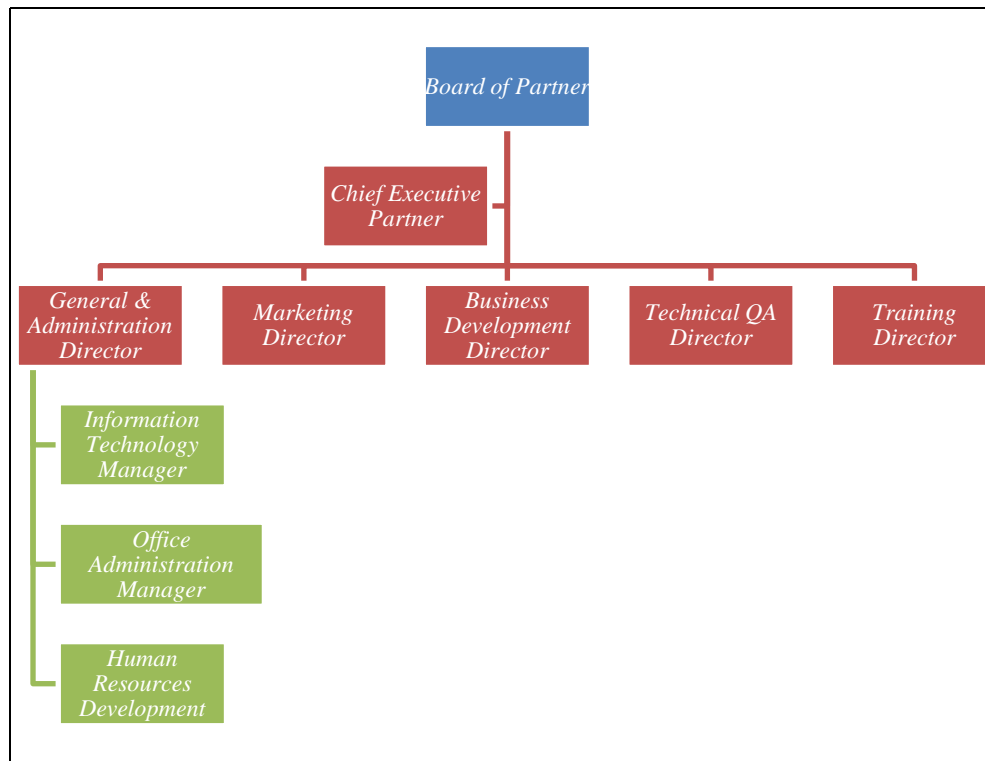 Board of Partner
Chief Executive
Partner
General &
Administration
Director
Marketing
Director
Business
Development
Director
Technical QA
Director
Training
Director
Information
Technology
Manager
Office
Administration
Manager
Human
Resources
Development